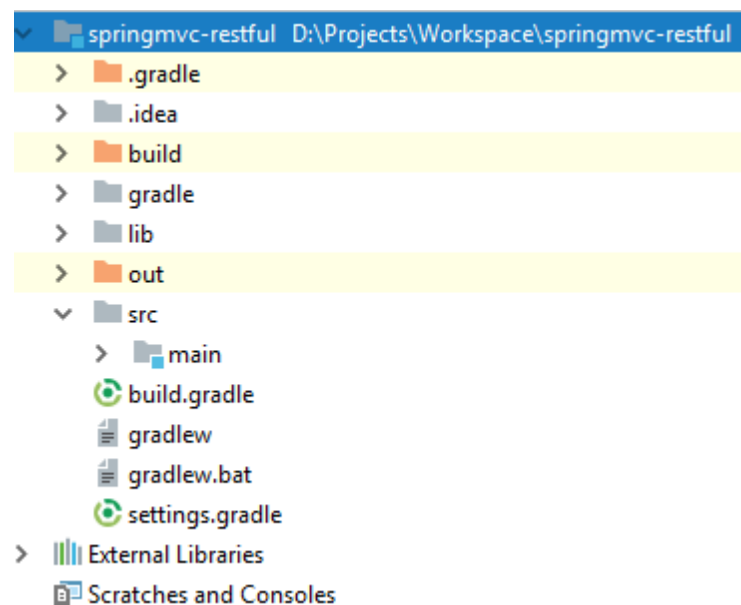 springmvc-restful D:\Projects\Workspace\springmvc-restful
.gradle
.idea
build
gradle
lib
out
src
main
build.gradle
gradlew
gradlew.bat
settings.gradle
External Libraries
Scratches and Consoles